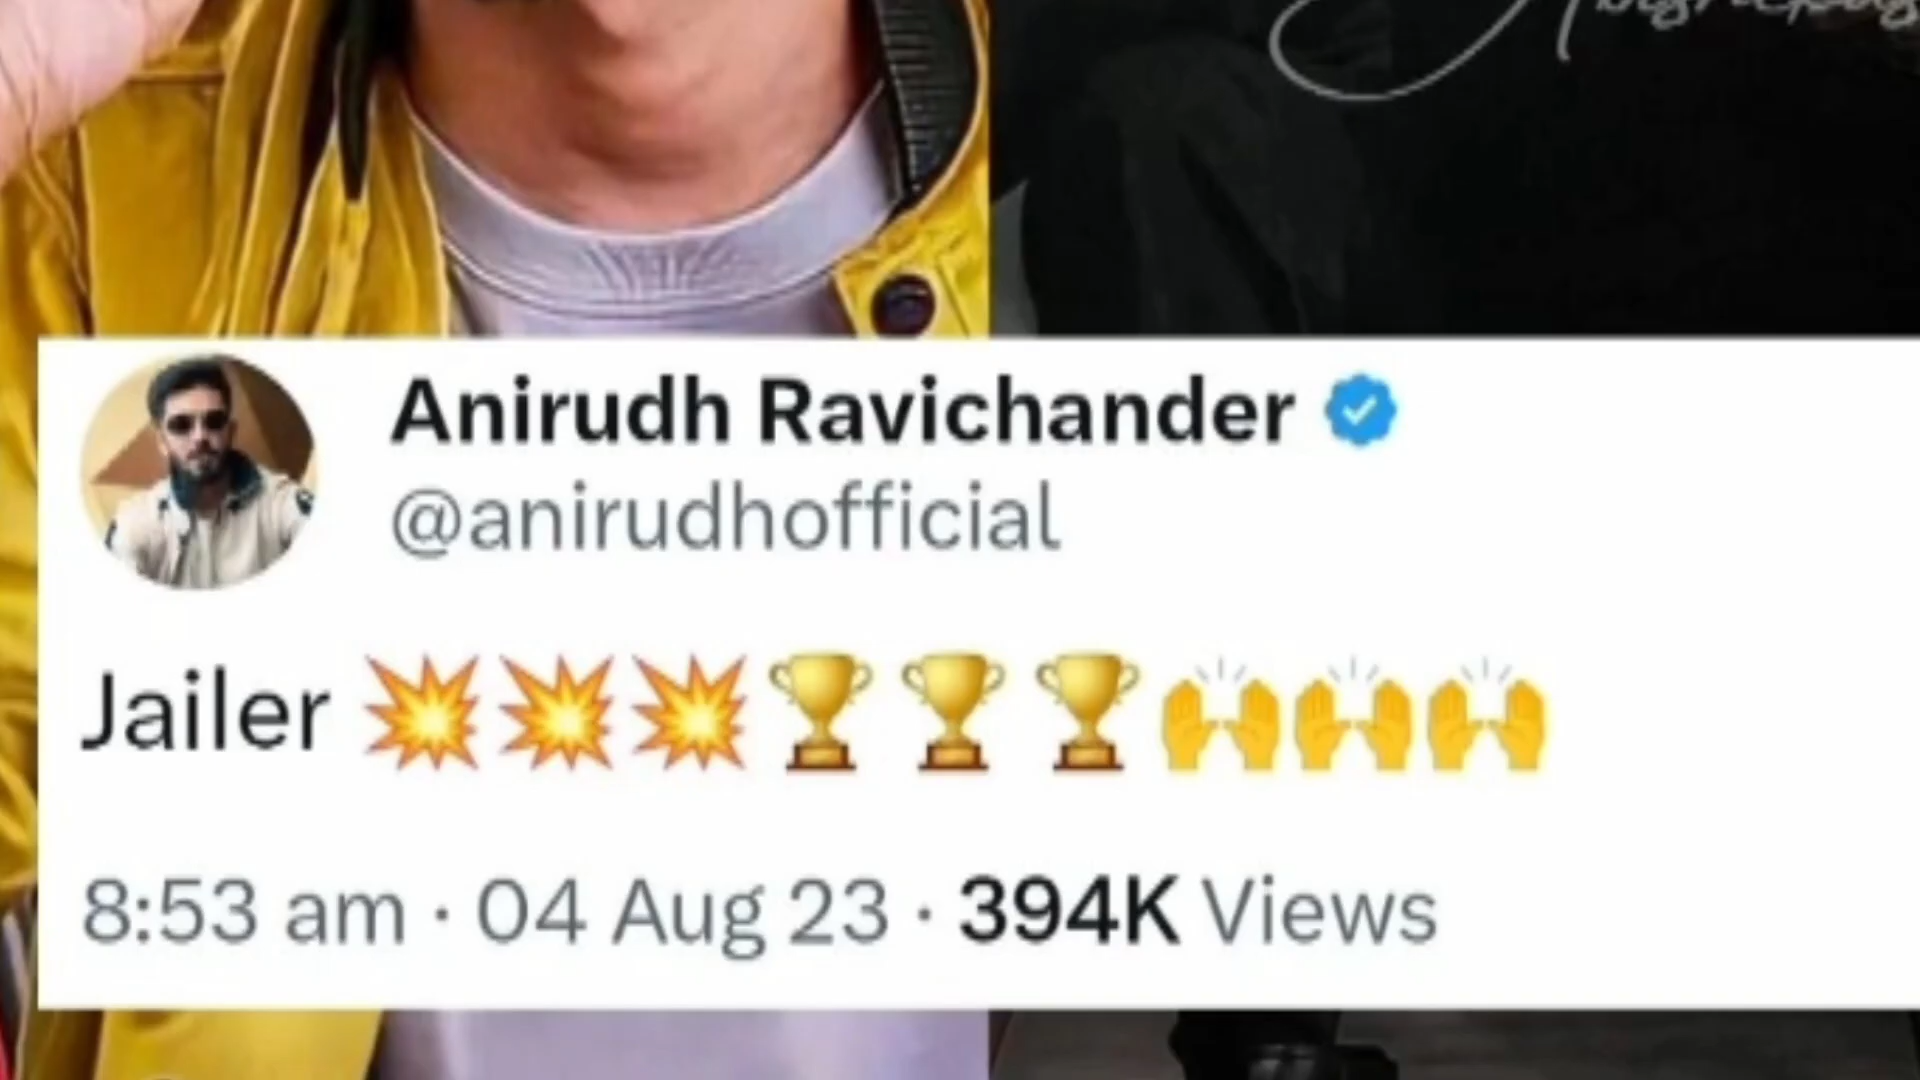 Anirudh Ravichander
@anirudhofficial
Jailer 💥💥💥🏆🏆🏆🙌🙌🙌
8:53 am · 04 Aug 23 · 394K Views